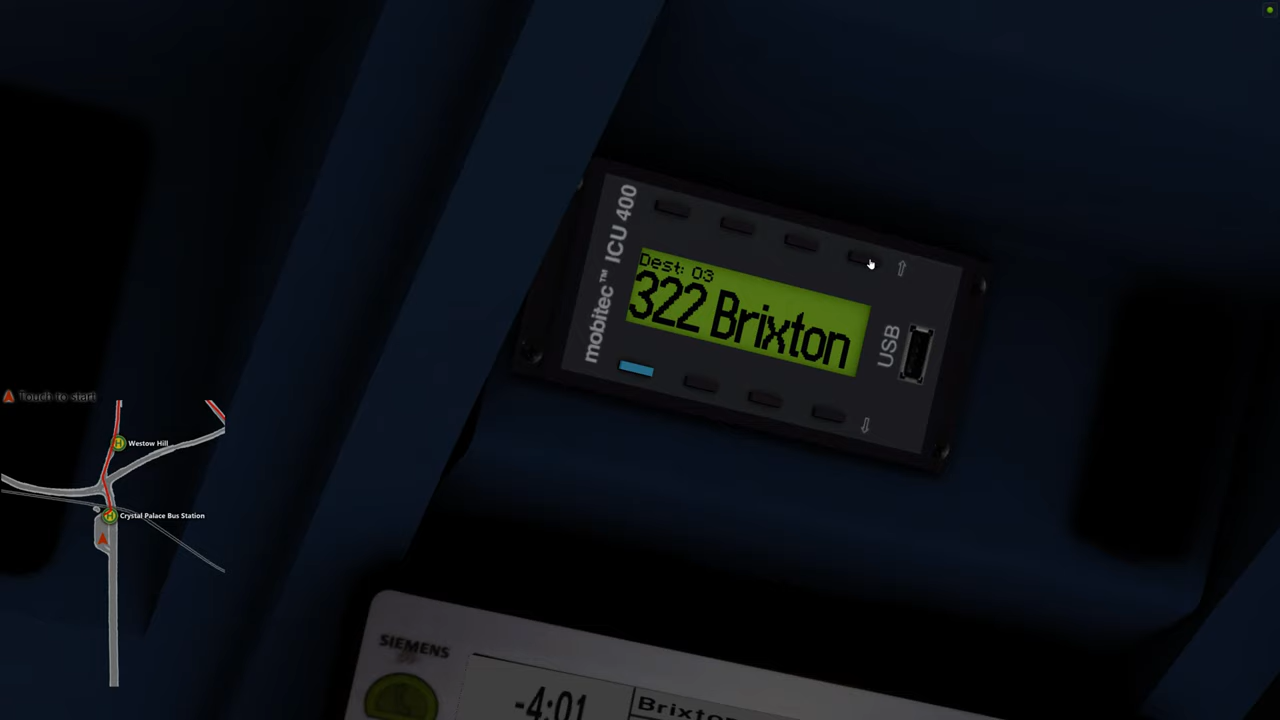 mobitec™ ICU 400
Dest: 03
322 Brixton
USB
Touch to start
Westow Hill
Crystal Palace Bus Station
SIEMENS
-4:01
Brixton